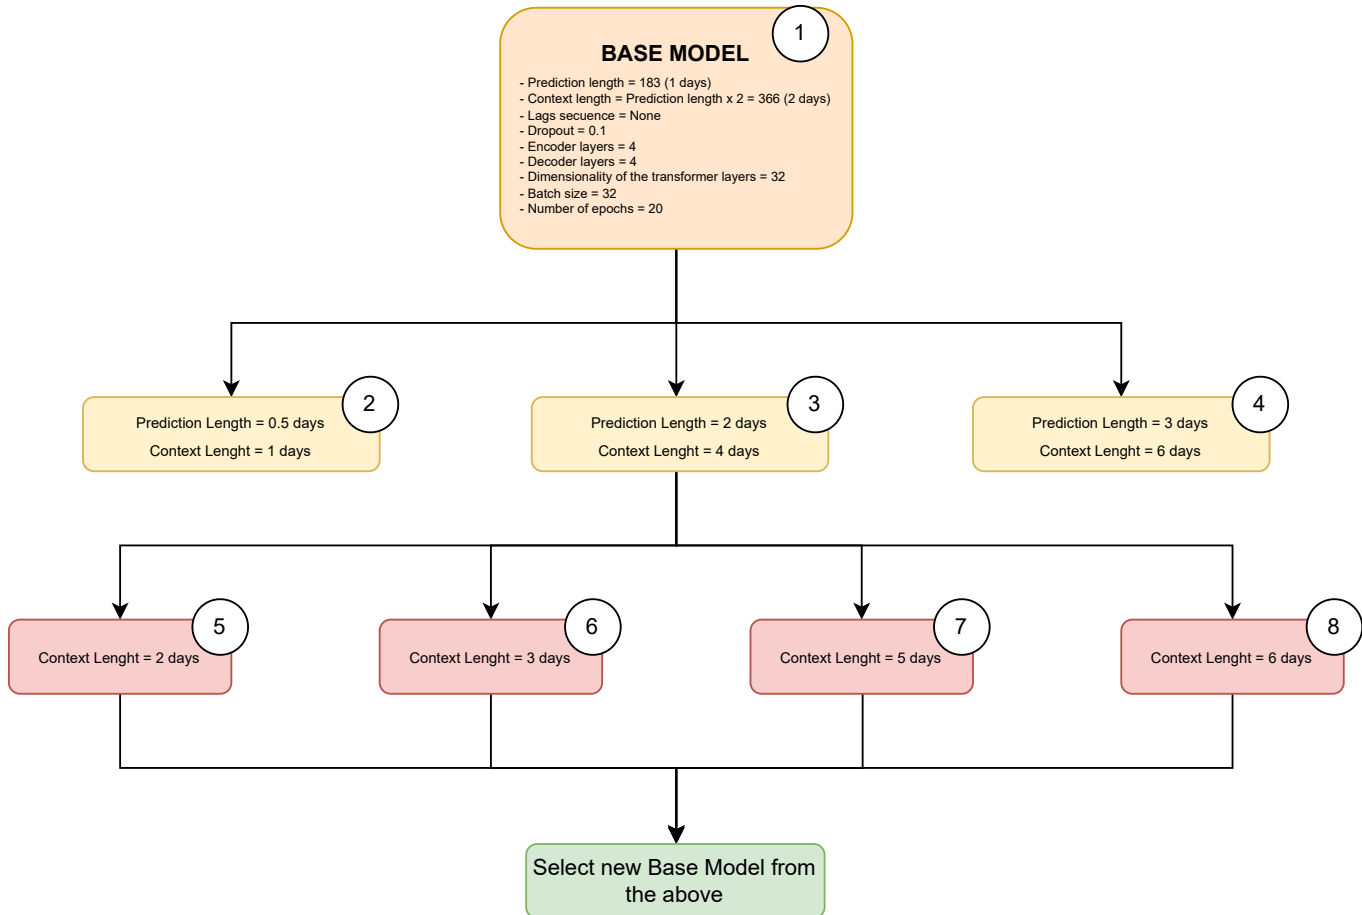 1
BASE MODEL
- Prediction length = 183 (1 days)
- Context length = Prediction length x 2 = 366 (2 days)
- Lags secuence = None
- Dropout = 0.1
- Encoder layers = 4
- Decoder layers = 4
- Dimensionality of the transformer layers = 32
- Batch size = 32
- Number of epochs = 20
2
Prediction Length = 0.5 days
Context Lenght = 1 days
3
Prediction Length = 2 days
Context Lenght = 4 days
4
Prediction Length = 3 days
Context Lenght = 6 days
5
Context Lenght = 2 days
6
Context Lenght = 3 days
7
Context Lenght = 5 days
8
Context Lenght = 6 days
Select new Base Model from
the above